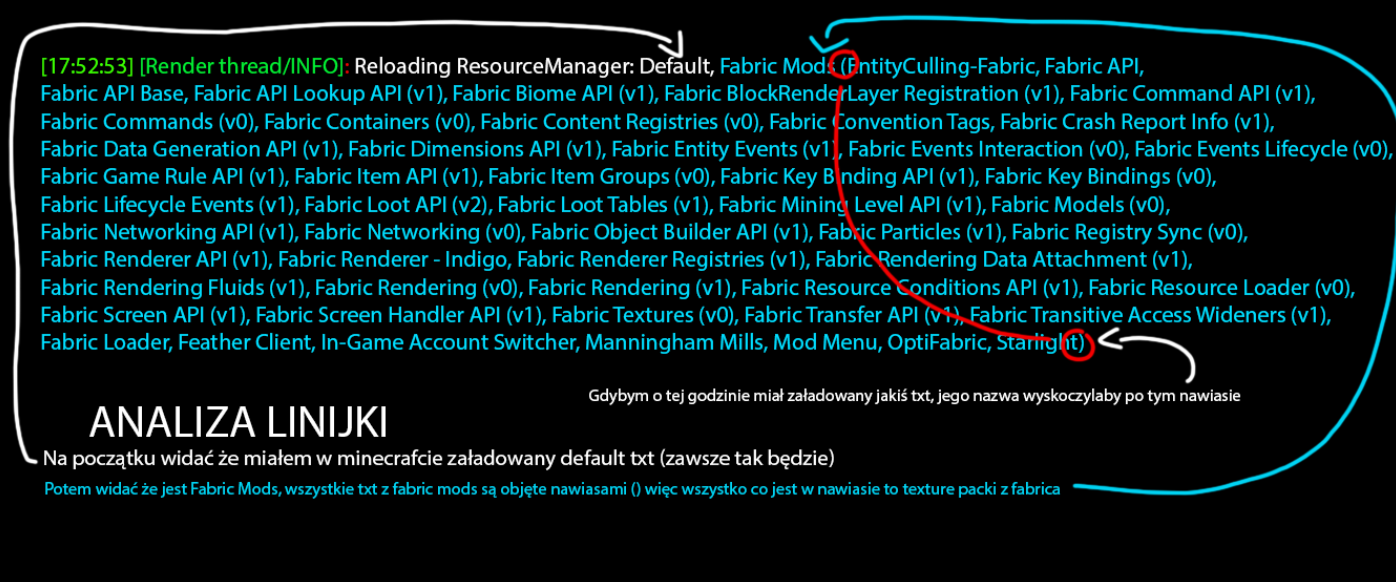 [17:52:53] [Render thread/INFO]: Reloading ResourceManager: Default, Fabric Mods (EntityCulling-Fabric, Fabric API,
Fabric API Base, Fabric API Lookup API (v1), Fabric Biome API (v1), Fabric BlockRenderLayer Registration (v1), Fabric Command API (v1),
Fabric Commands (v0), Fabric Containers (v0), Fabric Content Registries (v0), Fabric Convention Tags, Fabric Crash Report Info (v1),
Fabric Data Generation API (v1), Fabric Dimensions API (v1), Fabric Entity Events (v1), Fabric Events Interaction (v0), Fabric Events Lifecycle (v0),
Fabric Game Rule API (v1), Fabric Item API (v1), Fabric Item Groups (v0), Fabric Key Binding API (v1), Fabric Key Bindings (v0),
Fabric Lifecycle Events (v1), Fabric Loot API (v2), Fabric Loot Tables (v1), Fabric Mining Level API (v1), Fabric Models (v0),
Fabric Networking API (v1), Fabric Networking (v0), Fabric Object Builder API (v1), Fabric Particles (v1), Fabric Registry Sync (v0),
Fabric Renderer API (v1), Fabric Renderer - Indigo, Fabric Renderer Registries (v1), Fabric Rendering Data Attachment (v1),
Fabric Rendering Fluids (v1), Fabric Rendering (v0), Fabric Rendering (v1), Fabric Resource Conditions API (v1), Fabric Resource Loader (v0),
Fabric Screen API (v1), Fabric Screen Handler API (v1), Fabric Textures (v0), Fabric Transfer API (v1), Fabric Transitive Access Wideners (v1),
Fabric Loader, Feather Client, In-Game Account Switcher, Manningham Mills, Mod Menu, OptiFabric, Starlight)
Gdybym o tej godzinie miał załadowany jakiś txt, jego nazwa wyskoczylaby po tym nawiasie
ANALIZA LINIJKI
Na początku widać że miałem w minecrafcie załadowany default txt (zawsze tak będzie)
Potem widać że jest Fabric Mods, wszystkie txt z fabric mods są objęte nawiasami () więc wszystko co jest w nawiasie to texture packi z fabrica